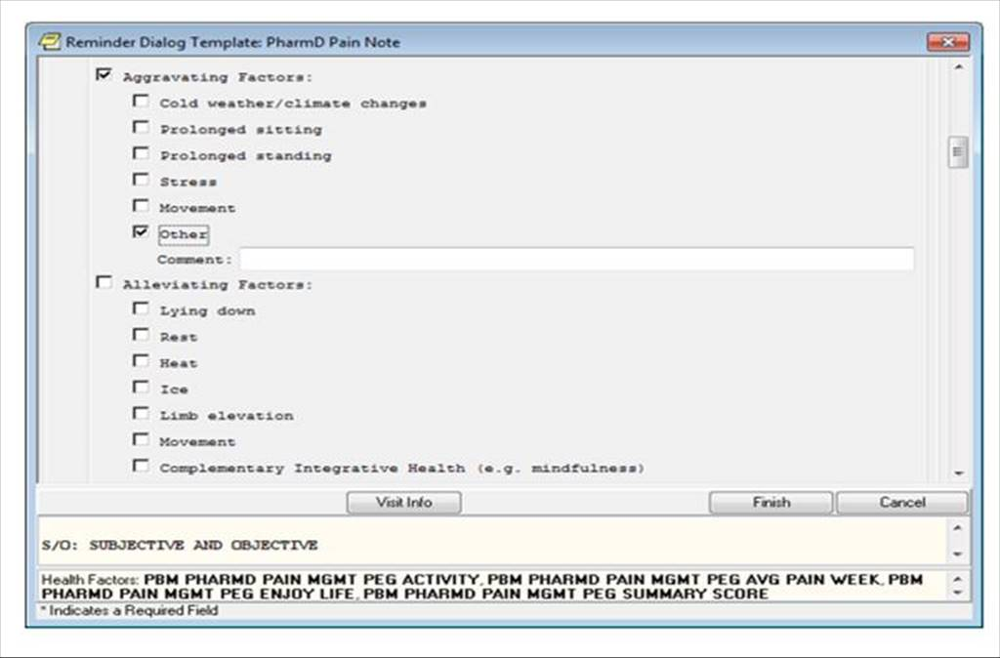 Reminder Dialog Template: PharmD Pain Note
Aggravating Factors:
Cold weather/climate changes
Prolonged sitting
Prolonged standing
Stress
Movement
Other
Comment:
Alleviating Factors:
Lying down
Rest
Heat
Ice
Limb elevation
Movement
Complementary Integrative Health (e.g. mindfulness)
Visit Info Finish Cancel
S/O: SUBJECTIVE AND OBJECTIVE
Health Factors: PBM PHARMD PAIN MGMT PEG ACTIVITY, PBM PHARMD PAIN MGMT PEG AVG PAIN WEEK, PBM
PHARMD PAIN MGMT PEG ENJOY LIFE, PBM PHARMD PAIN MGMT PEG SUMMARY SCORE
* Indicates a Required Field